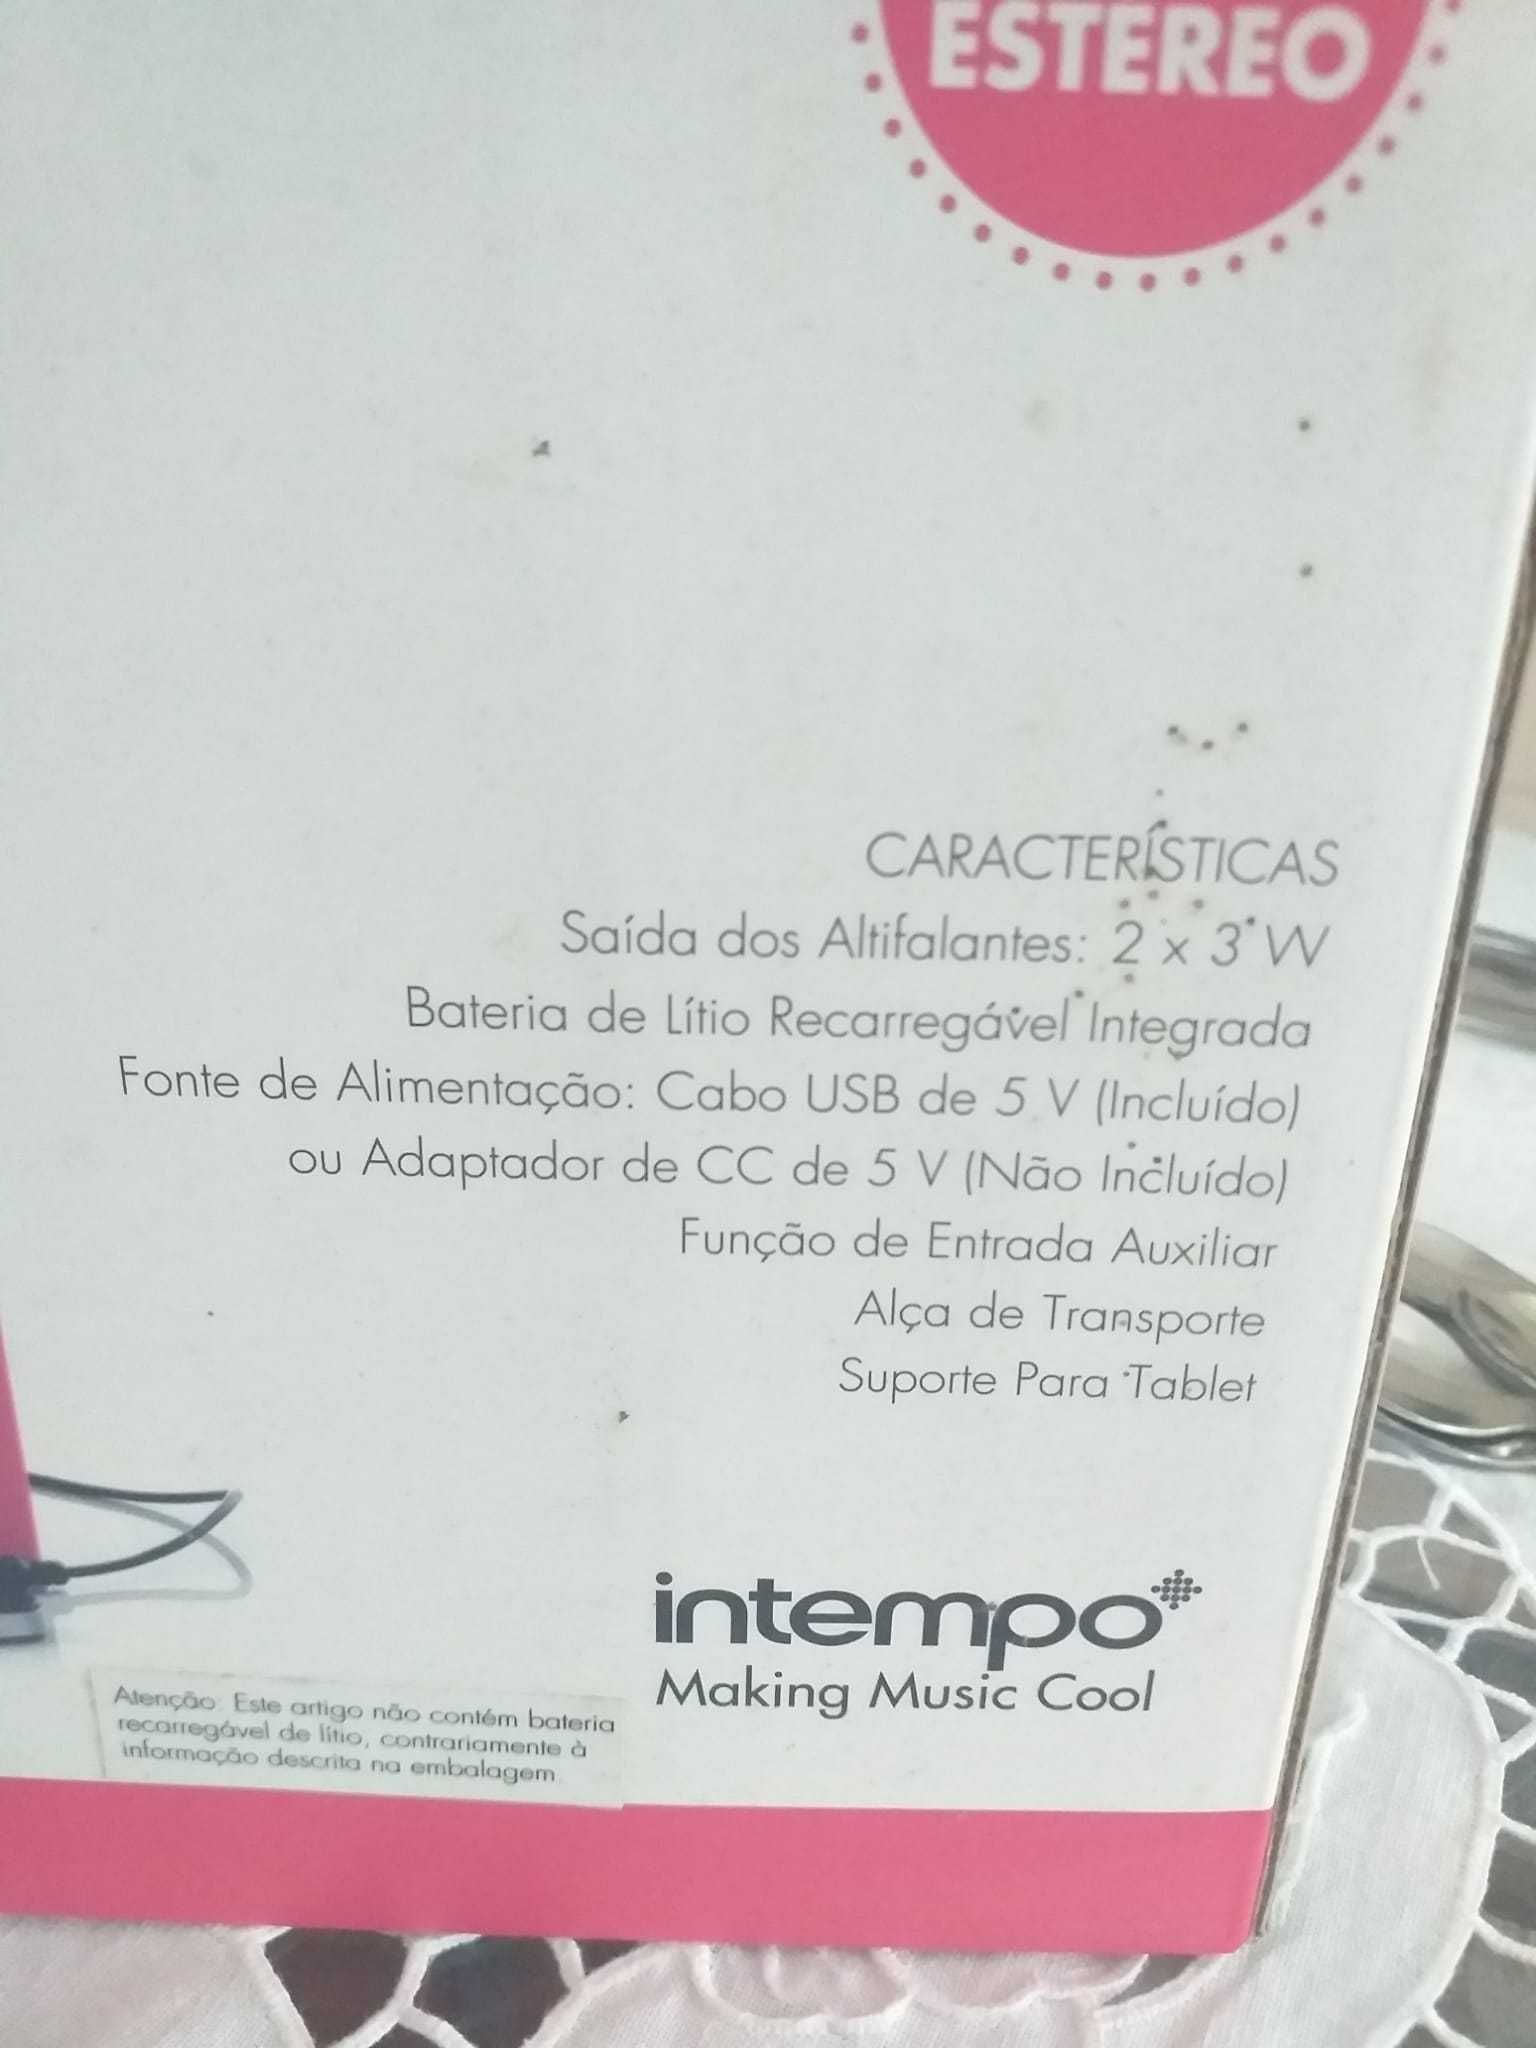 ESTEREO
CARACTERÍSTICAS
Saída dos Altifalantes: 2 x 3 W
Bateria de Lítio Recarregável Integrada
Fonte de Alimentação: Cabo USB de 5 V (Incluído)
ou Adaptador de CC de 5 V (Não Incluído)
Função de Entrada Auxiliar
Alça de Transporte
Suporte Para Tablet
intempo
Making Music Cool
Atenção: Este artigo não contém bateria
recarregável de lítio, contrariamente à
informação descrita na embalagem